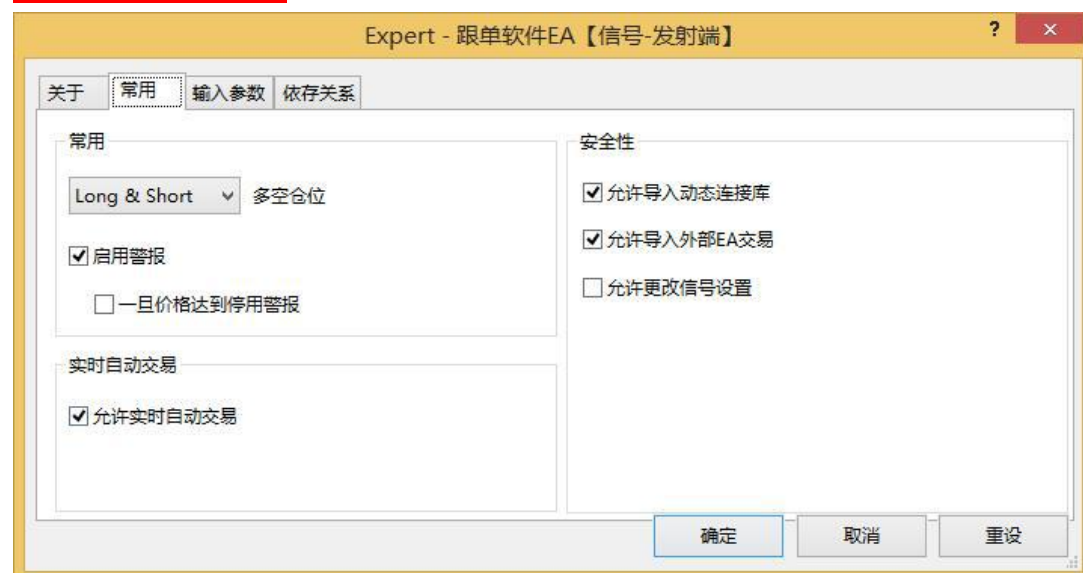 Expert - 跟单软件EA【信号-发射端】
?
×
关于 常用 输入参数 依存关系
常用
Long & Short 多空仓位
启用警报
一旦价格达到停用警报
实时自动交易
允许实时自动交易
安全性
允许导入动态连接库
允许导入外部EA交易
允许更改信号设置
确定 取消 重设